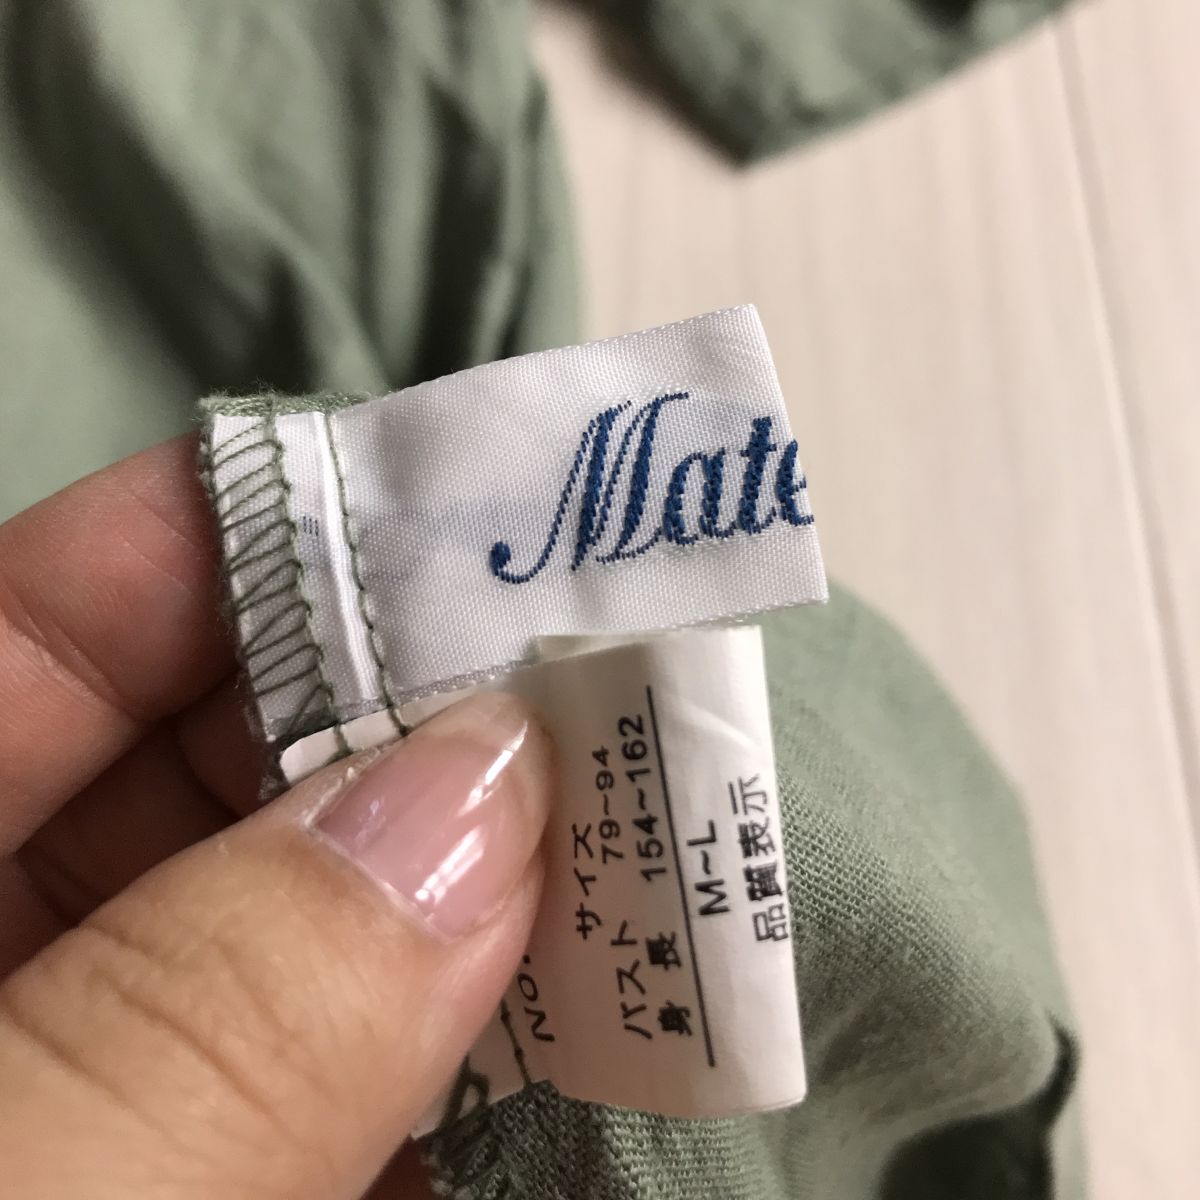 Mate
NO.
サイズ
バスト 79~94
身 長 154~162
M~L
品質表示